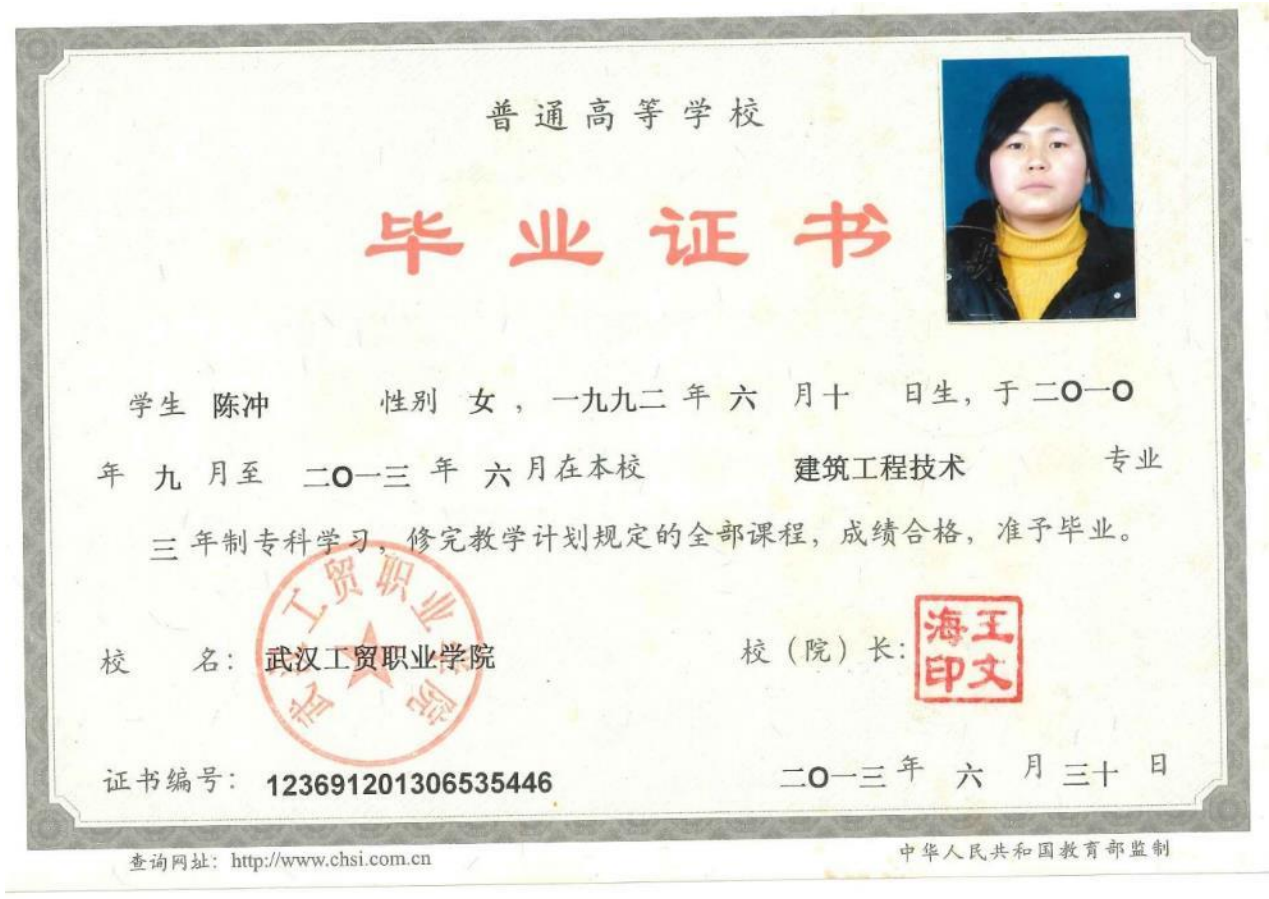 普通高等学校
毕业证书
学生 陈冲 性别 女，一九九二 年 六 月十 日生，于 二O一O
年 九 月至 二O一三 年 六 月在本校 建筑工程技术 专业
三 年制专科学习，修完教学计划规定的全部课程，成绩合格，准予毕业。
武汉工贸职业学院
校 名：武汉工贸职业学院 校（院）长：
王文海印
证书编号：123691201306535446 二O一三 年 六 月 三十 日
查询网址：http://www.chsi.com.cn 中华人民共和国教育部监制